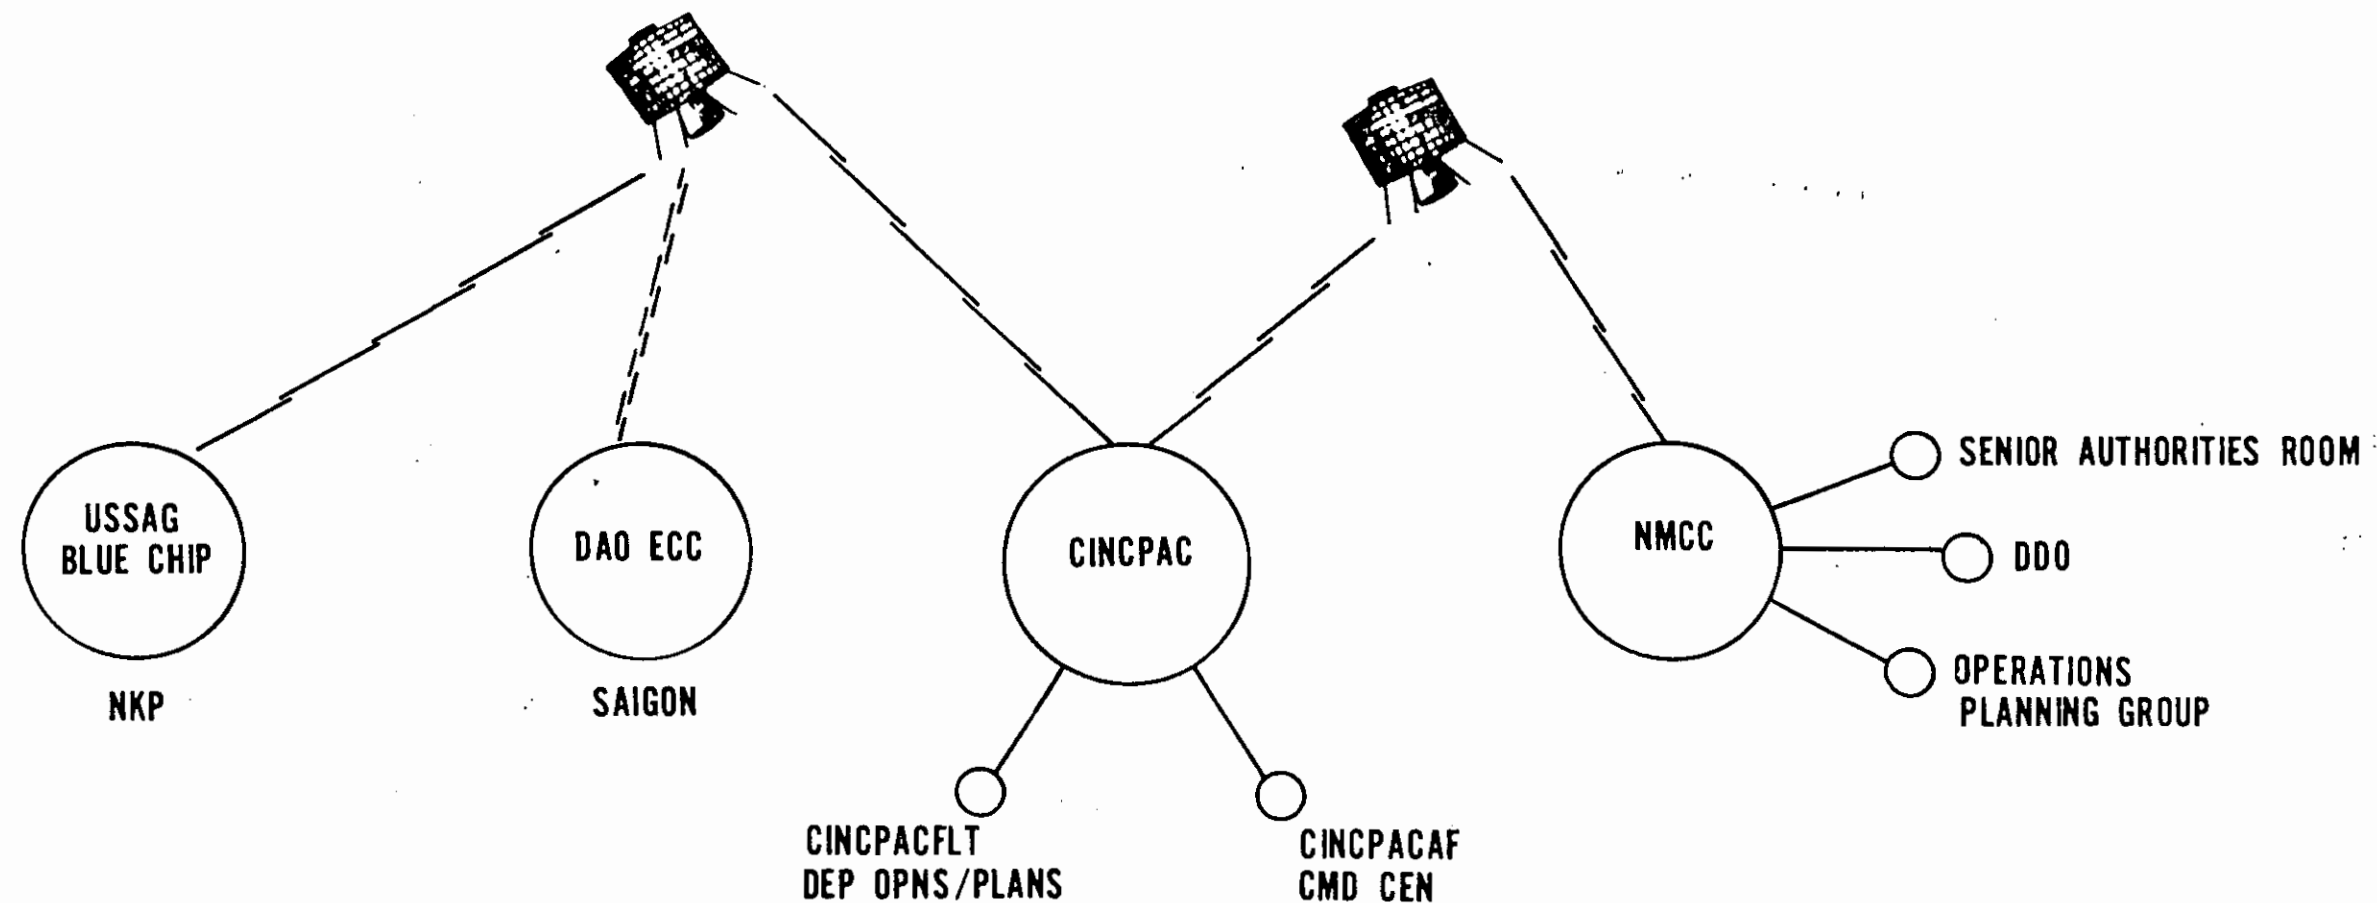 USSAG
BLUE CHIP
NKP
DAO ECC
SAIGON
CINCPAC
CINCPACFLT
DEP OPNS/PLANS
CINCPACAF
CMD CEN
NMCC
SENIOR AUTHORITIES ROOM
DDO
OPERATIONS
PLANNING GROUP